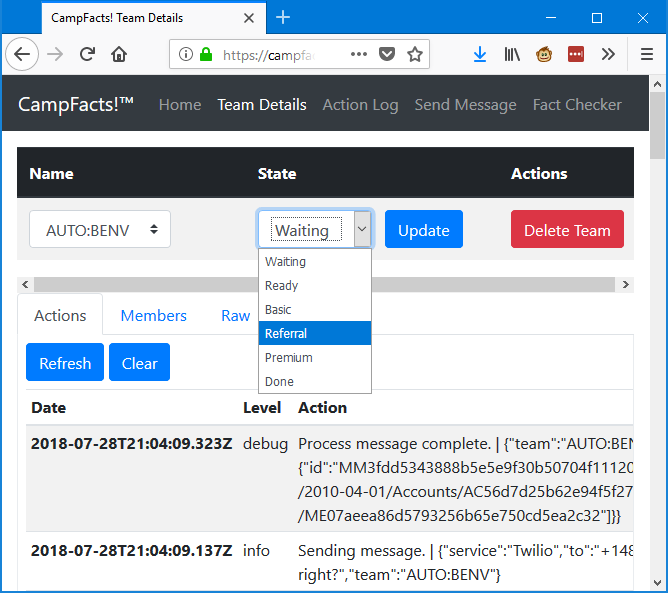 CampFacts! Team Details
https://campfa
CampFacts!™ Home Team Details Action Log Send Message Fact Checker
Name State Actions
AUTO:BENV Waiting Update Delete Team
Waiting
Ready
Basic
Referral
Premium
Done
Actions Members Raw
Refresh Clear
Date Level Action
2018-07-28T21:04:09.323Z debug Process message complete. | {"team":"AUTO:BEN
{"id":"MM3fdd5343888b5e5e9f30b50704f11120
/2010-04-01/Accounts/AC56d7d25b62e94f5f27
/ME07aeea86d5793256b65e750cd5ea2c32"]}}
2018-07-28T21:04:09.137Z info Sending message. | {"service":"Twilio","to":"+148
right?","team":"AUTO:BENV"}